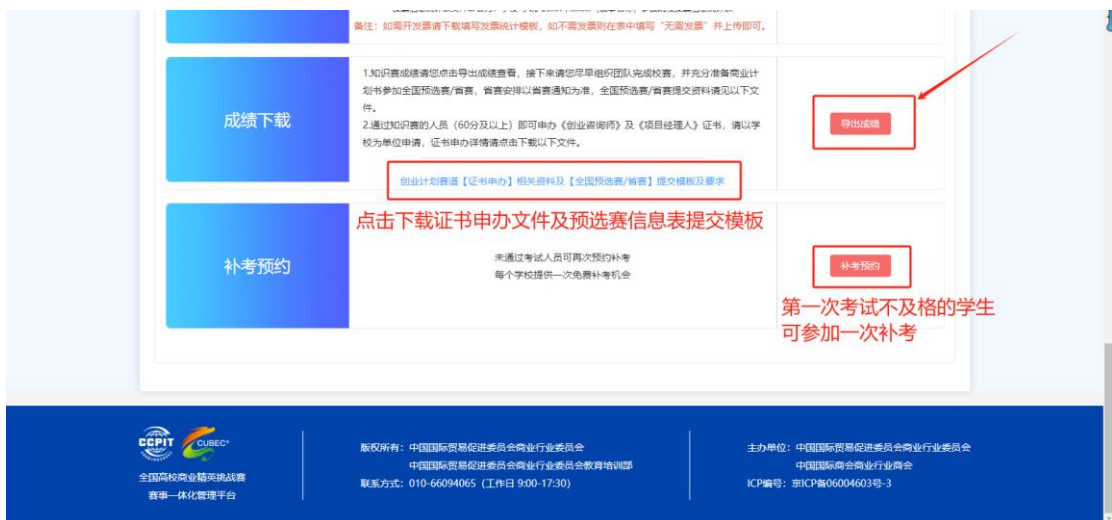 备注：如需开发票请下载填写发票统计模板，如不需发票则在表中填写“无需发票”并上传即可。
成绩下载
1.知识赛成绩请您点击导出成绩查看，接下来请您尽早组织团队完成校赛，并充分准备商业计
划书参加全国预选赛/省赛，省赛安排以省赛通知为准，全国预选赛/省赛提交资料请见以下文
件。
2.通过知识赛的人员（60分及以上）即可申办《创业咨询师》及《项目经理人》证书，请以学
校为单位申请，证书申办详情请点击下载以下文件。
创业计划赛道【证书申办】相关资料及【全国预选赛/省赛】提交模板及要求
导出成绩
点击下载证书申办文件及预选赛信息表提交模板
补考预约
未通过考试人员可再次预约补考
每个学校提供一次免费补考机会
补考预约
第一次考试不及格的学生
可参加一次补考
CCPIT
CUBEC
全国高校商业精英挑战赛
赛事一体化管理平台
版权所有：中国国际贸易促进委员会商业行业委员会
中国国际贸易促进委员会商业行业委员会教育培训部
联系方式：010-66094065（工作日 9:00-17:30）
主办单位：中国国际贸易促进委员会商业行业委员会
中国国际商会商业行业商会
ICP编号：京ICP备06004603号-3